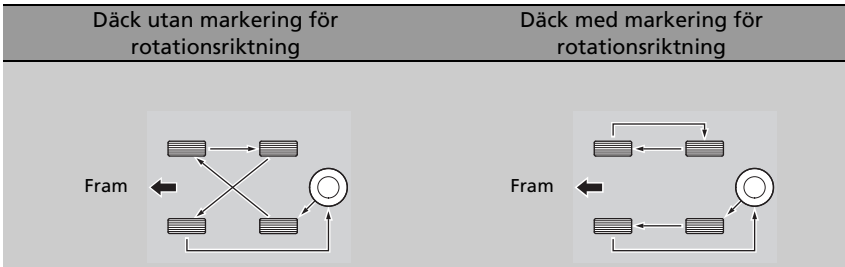 Däck utan markering för
rotationsriktning
Däck med markering för
rotationsriktning
Fram
Fram